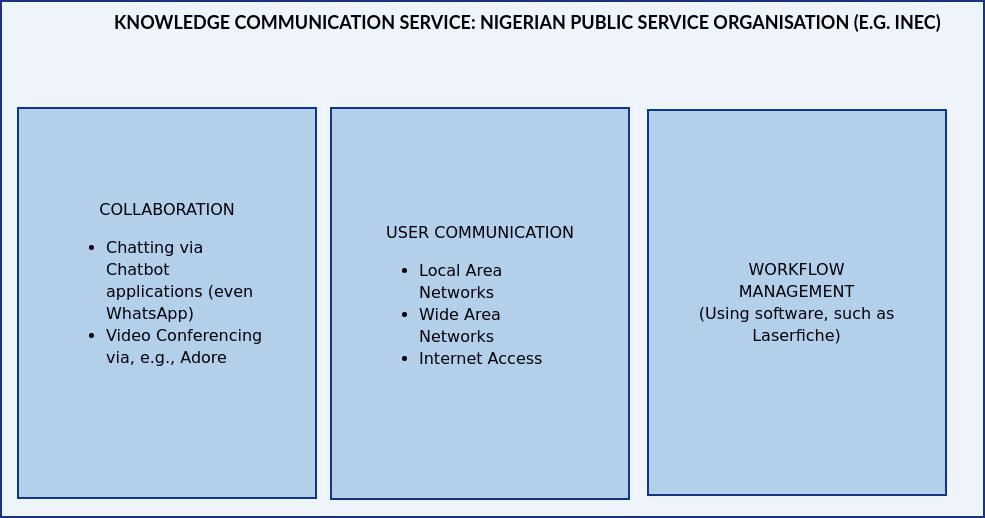 KNOWLEDGE COMMUNICATION SERVICE: NIGERIAN PUBLIC SERVICE ORGANISATION (E.G. INEC)
COLLABORATION
• Chatting via
Chatbot
applications (even
WhatsApp)
• Video Conferencing
via, e.g., Adore
USER COMMUNICATION
• Local Area
Networks
• Wide Area
Networks
• Internet Access
WORKFLOW
MANAGEMENT
(Using software, such as
Laserfiche)